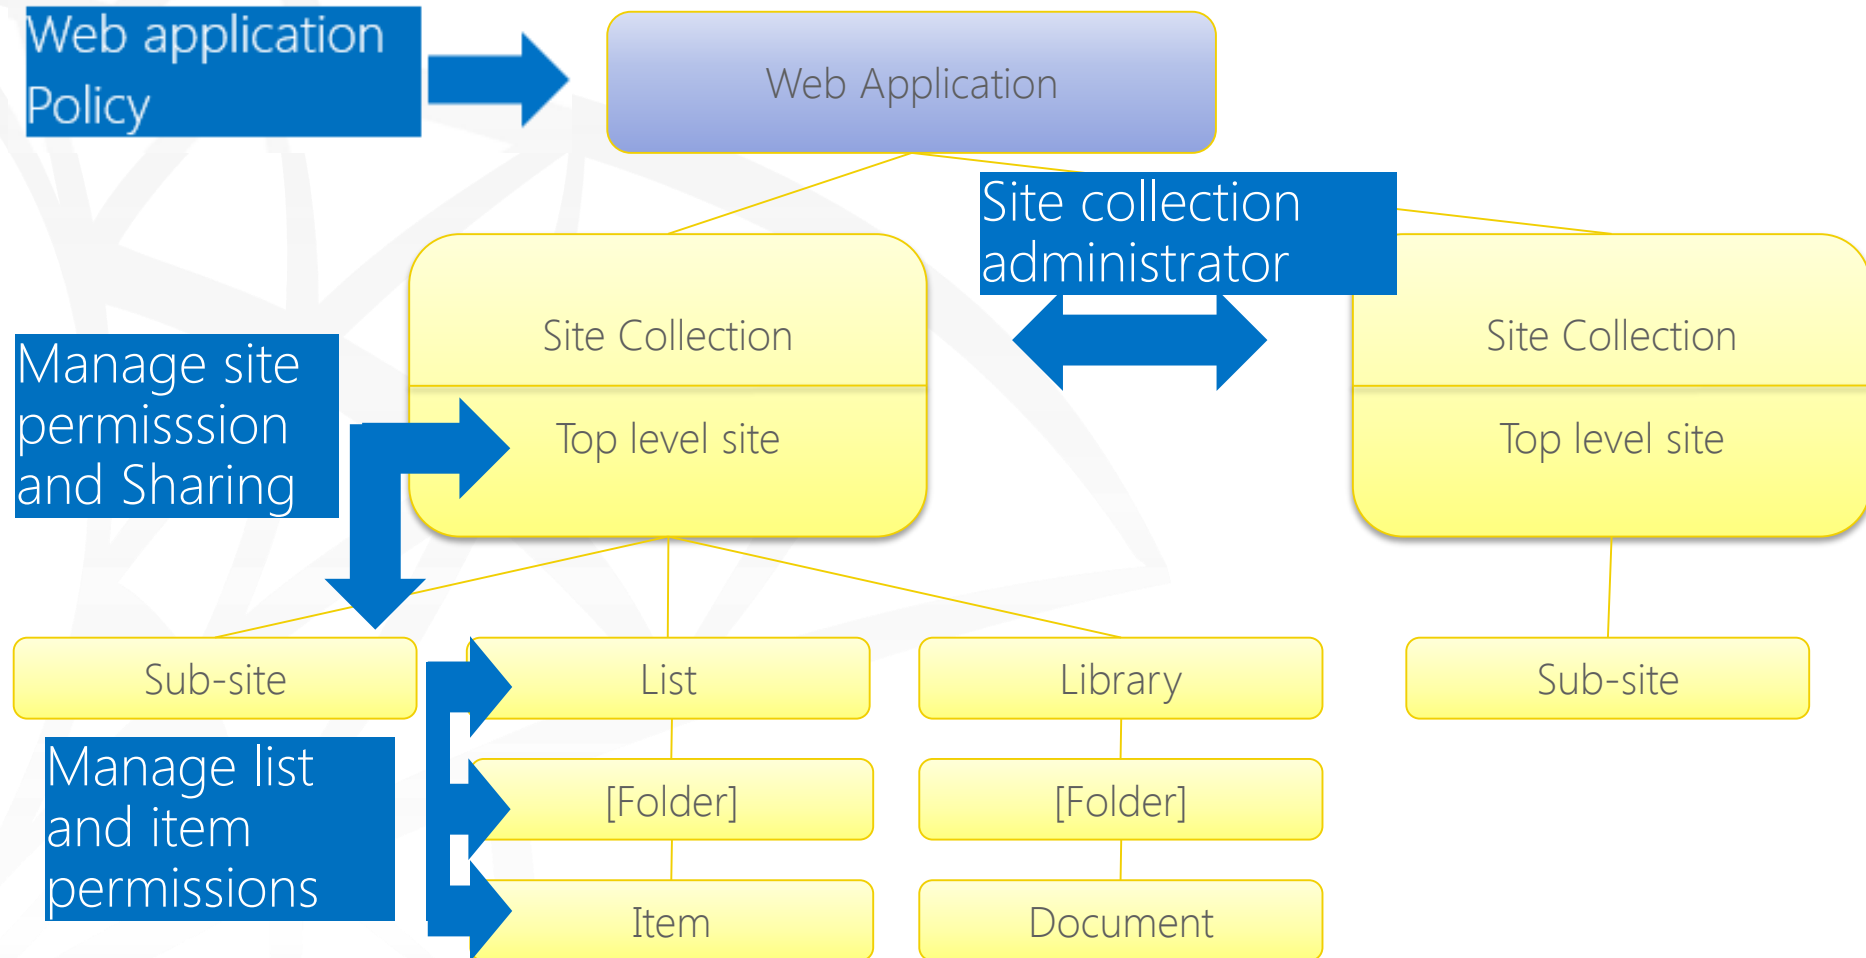 Web application
Policy
Web Application
Site collection
administrator
Site Collection
Site Collection
Manage site
permisssion
and Sharing
Top level site
Top level site
Sub-site
List
Library
Sub-site
Manage list
and item
permissions
[Folder]
[Folder]
Item
Document